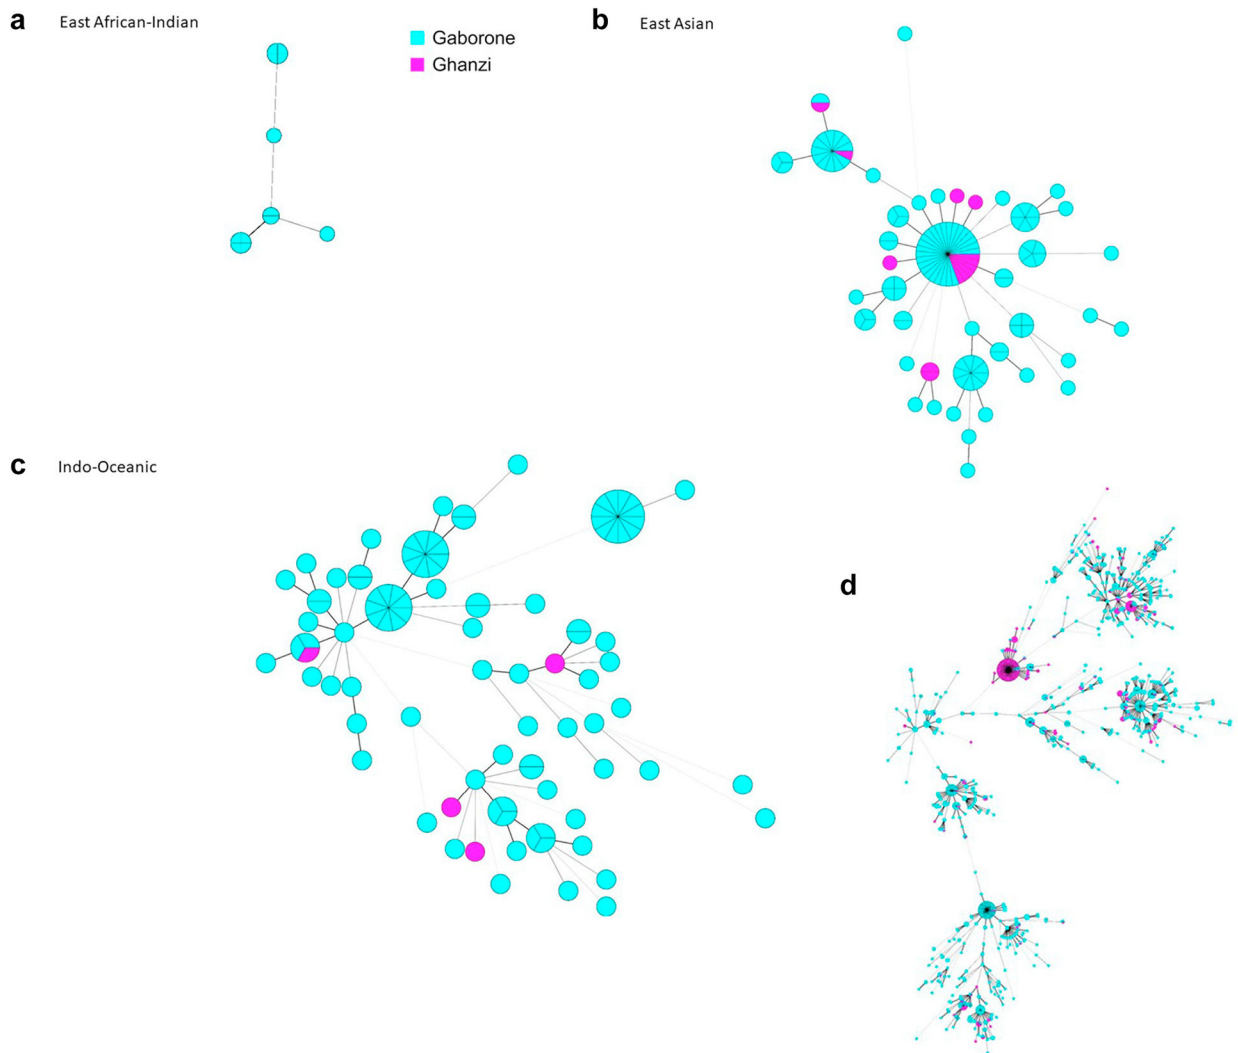 a East African-Indian
Gaborone
Ghanzi
b East Asian
c Indo-Oceanic
d